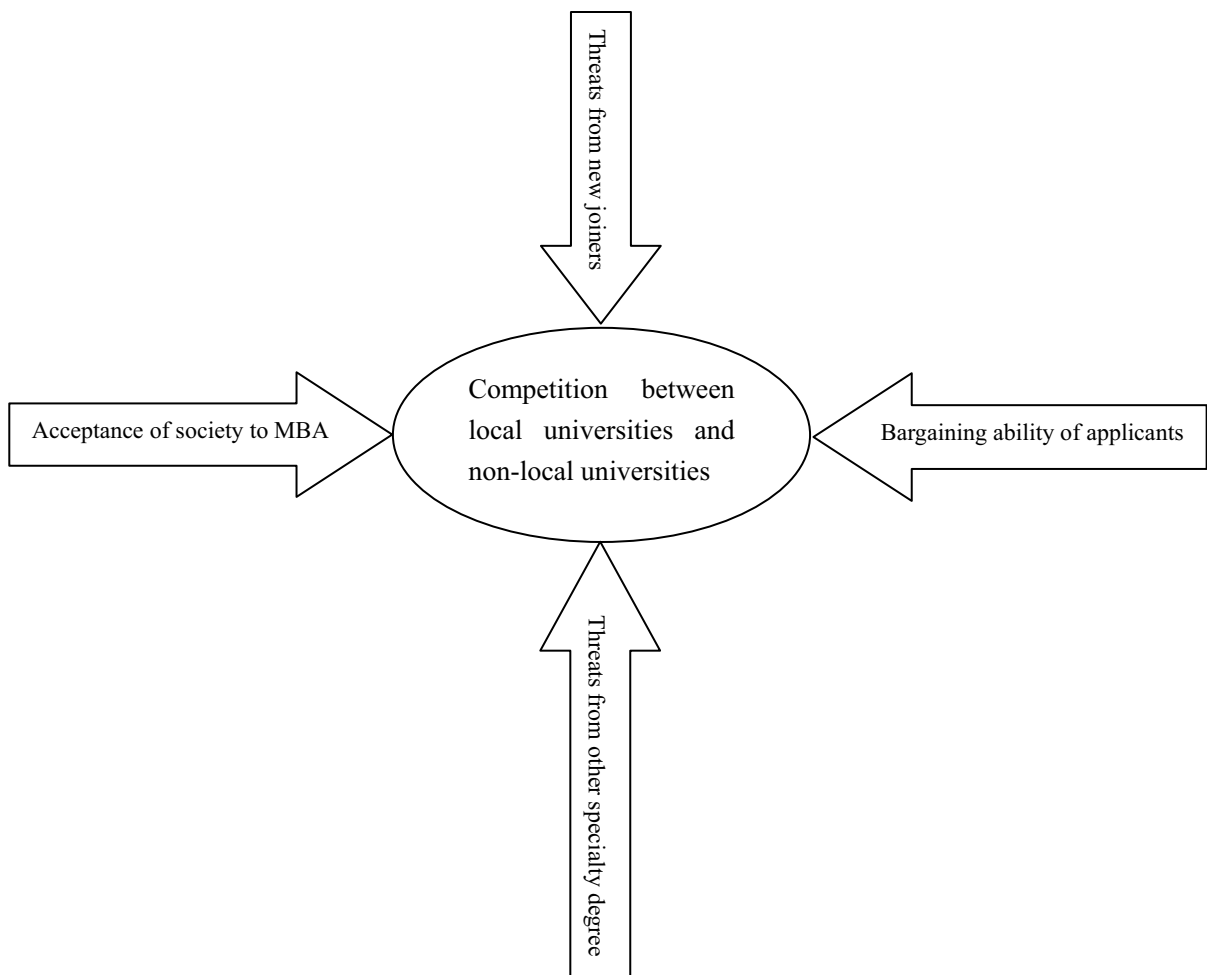 Threats from new joiners
Competition between
local universities and
non-local universities
Acceptance of society to MBA
Bargaining ability of applicants
Threats from other specialty degree